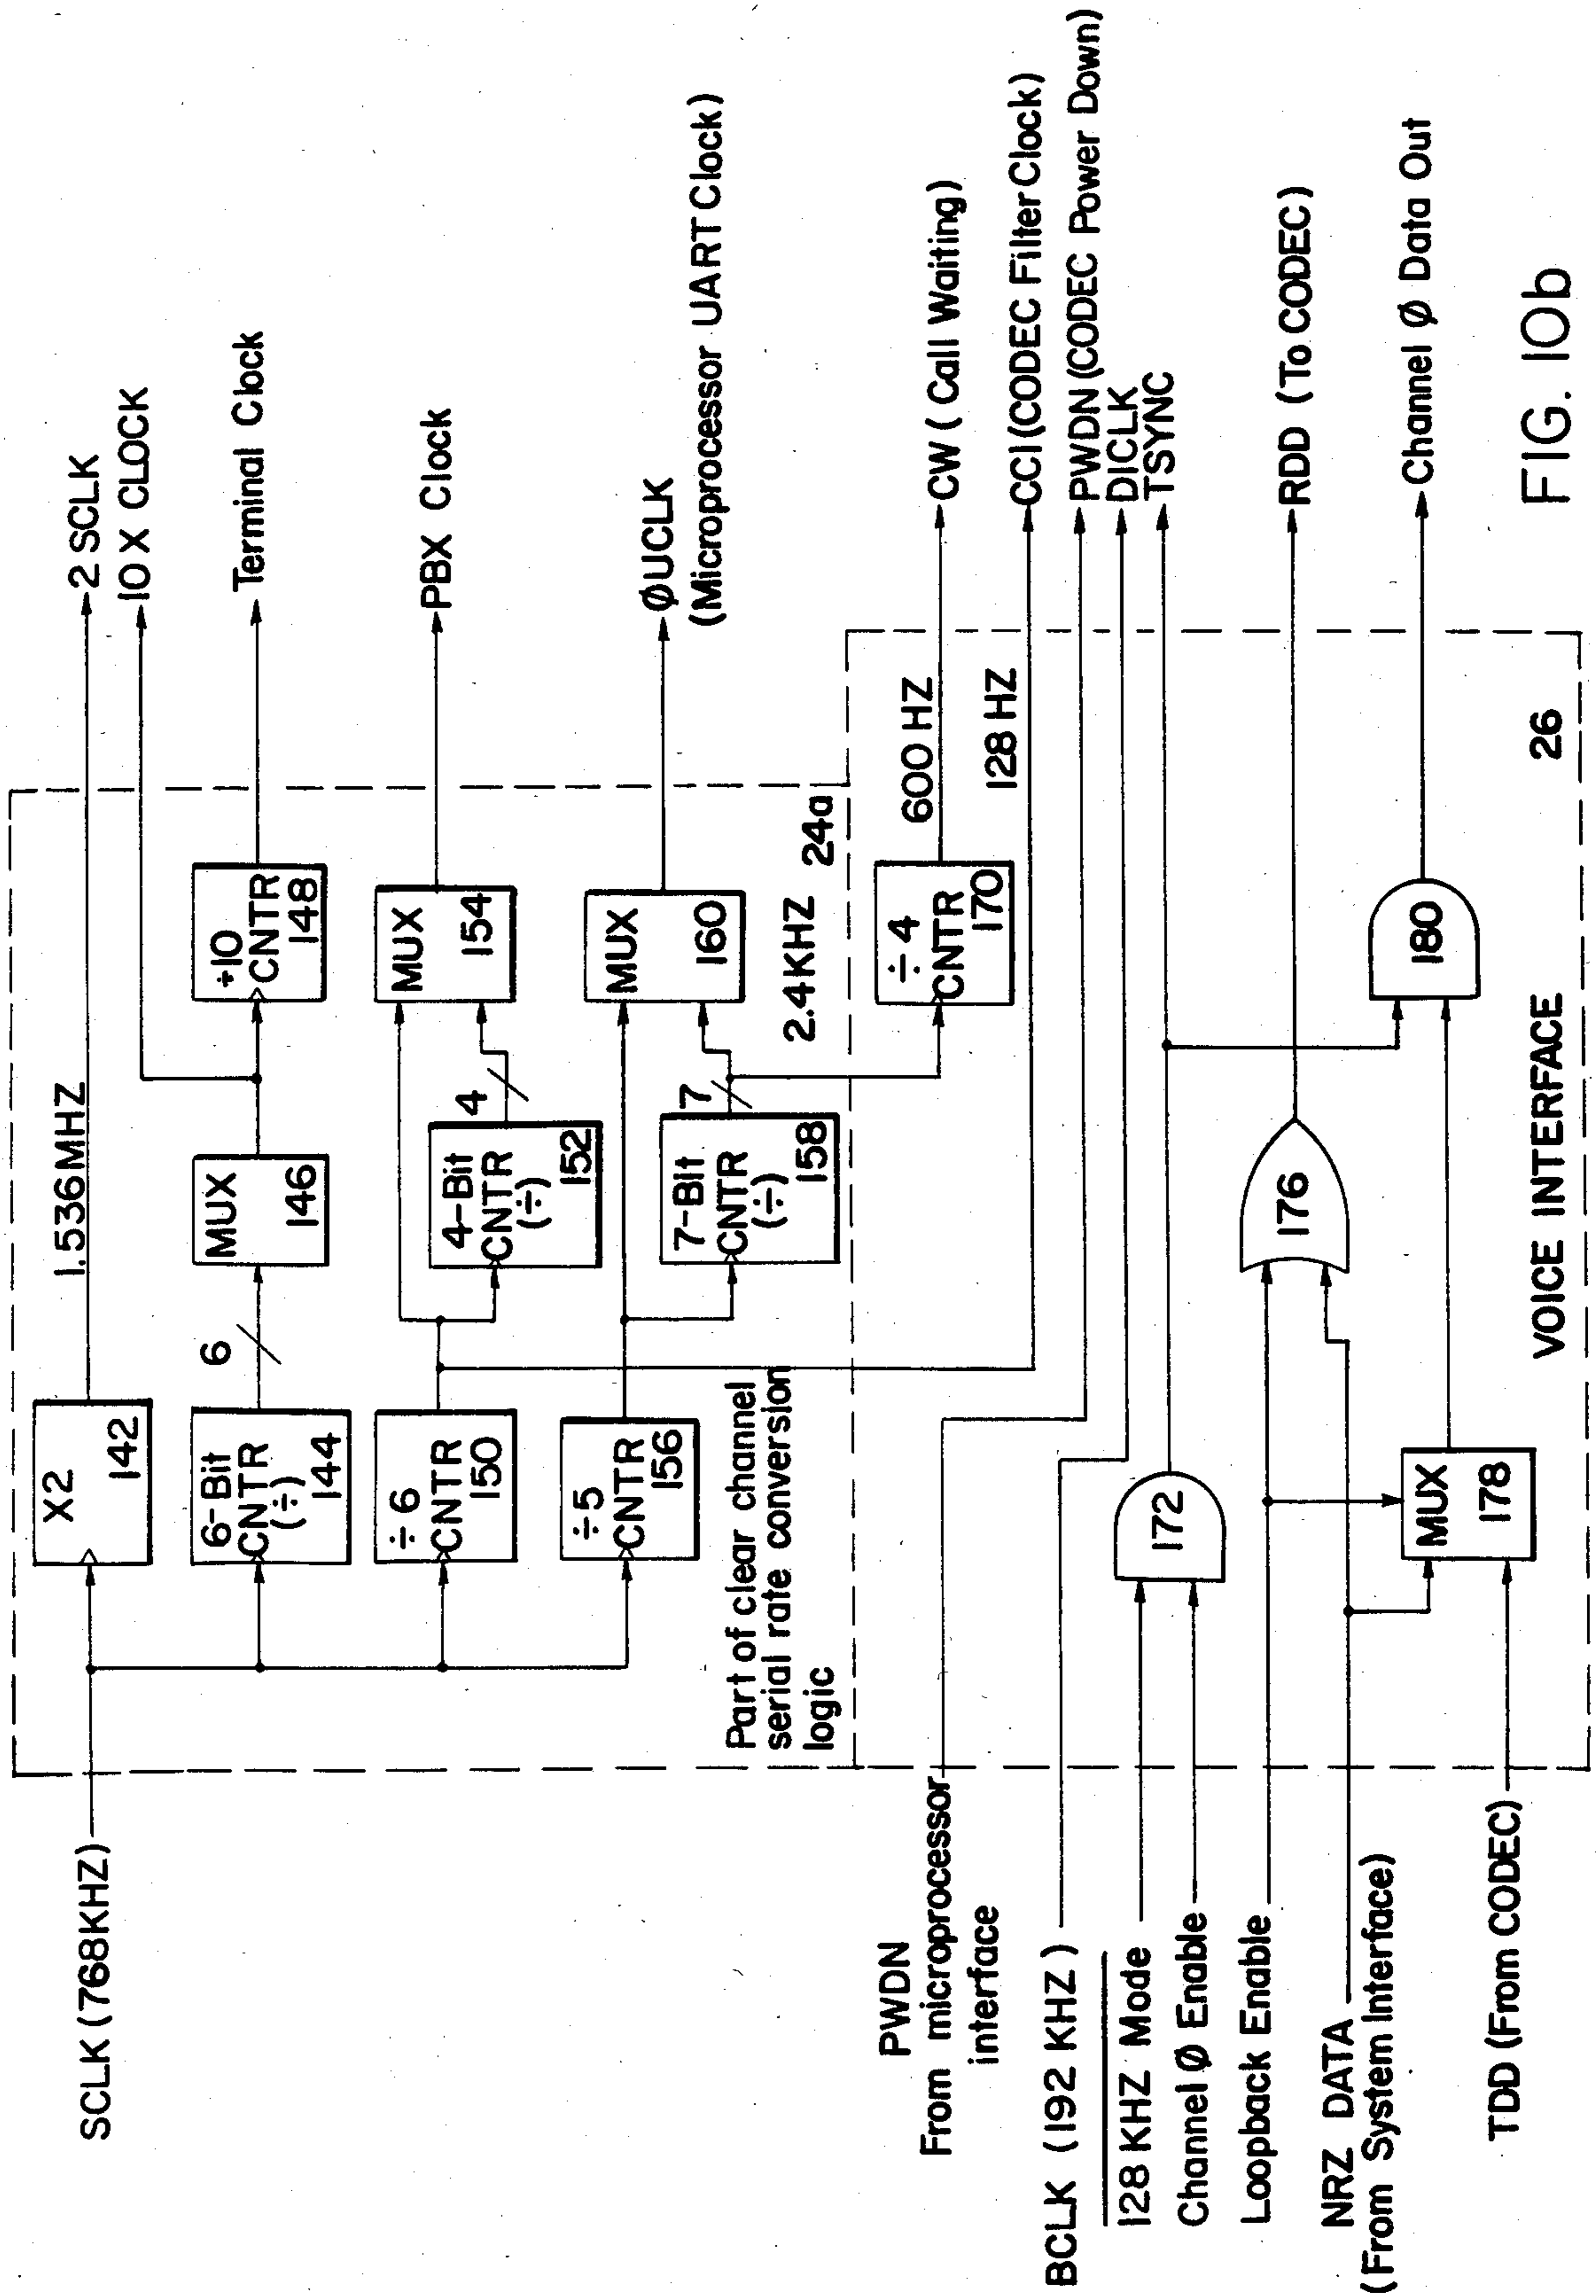 SCLK (768KHZ)
X2
142
1.536MHZ
2 SCLK
10 X CLOCK
6-Bit
CNTR
(÷)
144
6
MUX
146
÷10
CNTR
148
Terminal Clock
÷ 6
CNTR
150
4-Bit
CNTR
(÷)
152
4
MUX
154
PBX Clock
÷5
CNTR
156
7-Bit
CNTR
(÷)
158
7
MUX
160
ØUCLK
(Microprocessor UART Clock)
Part of clear channel
serial rate conversion
logic
2.4KHZ
24a
PWDN
From microprocessor
interface
÷ 4
CNTR
170
600 HZ
CW ( Call Waiting)
128 HZ
CCI (CODEC Filter Clock)
PWDN (CODEC Power Down)
DICLK
TSYNC
BCLK (192 KHZ )
128 KHZ Mode
Channel Ø Enable
172
Loopback Enable
176
RDD (To CODEC)
NRZ DATA
(From System Interface)
MUX
178
180
Channel Ø Data Out
TDD (From CODEC)
VOICE INTERFACE
26
FIG. 10b